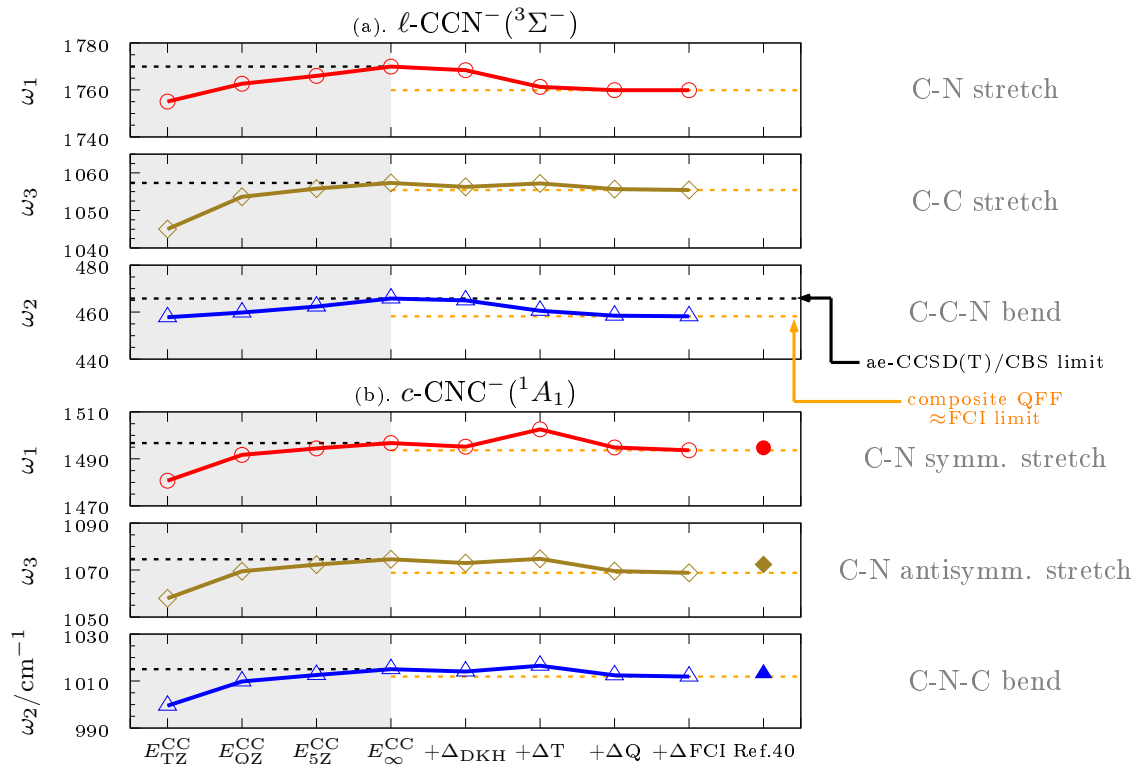 (a). ℓ-CCN⁻(³Σ⁻)
1780
1760
1740
ω₁
C-N stretch
1060
1050
1040
ω₃
C-C stretch
480
460
440
ω₂
C-C-N bend
ae-CCSD(T)/CBS limit
composite QFF
≈FCI limit
(b). c-CNC⁻(¹A₁)
1510
1490
1470
ω₁
C-N symm. stretch
1090
1070
1050
ω₃
C-N antisymm. stretch
1030
1010
990
ω₂/cm⁻¹
C-N-C bend
E^CC_TZ E^CC_QZ E^CC_5Z E^CC_∞ +Δ_DKH +ΔT +ΔQ +ΔFCI Ref.40